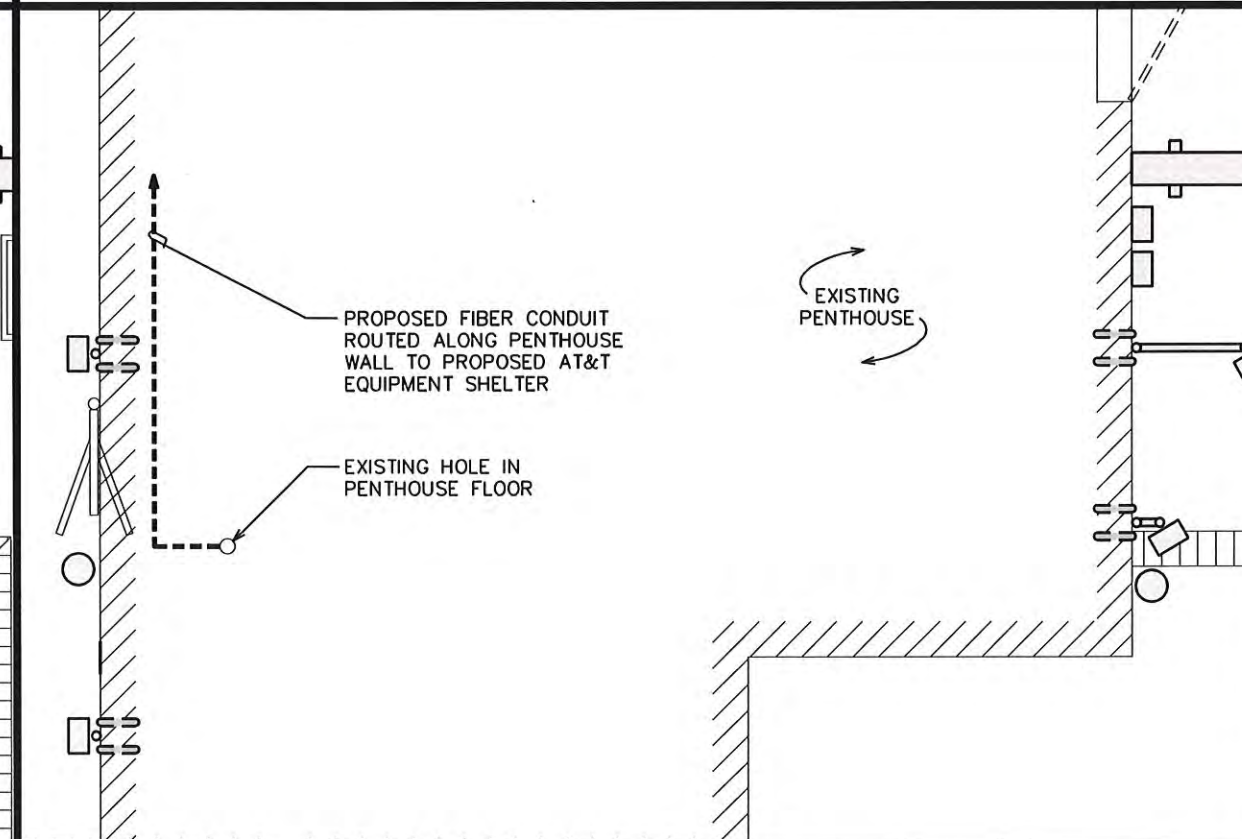 PROPOSED FIBER CONDUIT
ROUTED ALONG PENTHOUSE
WALL TO PROPOSED AT&T
EQUIPMENT SHELTER
EXISTING
PENTHOUSE
EXISTING HOLE IN
PENTHOUSE FLOOR